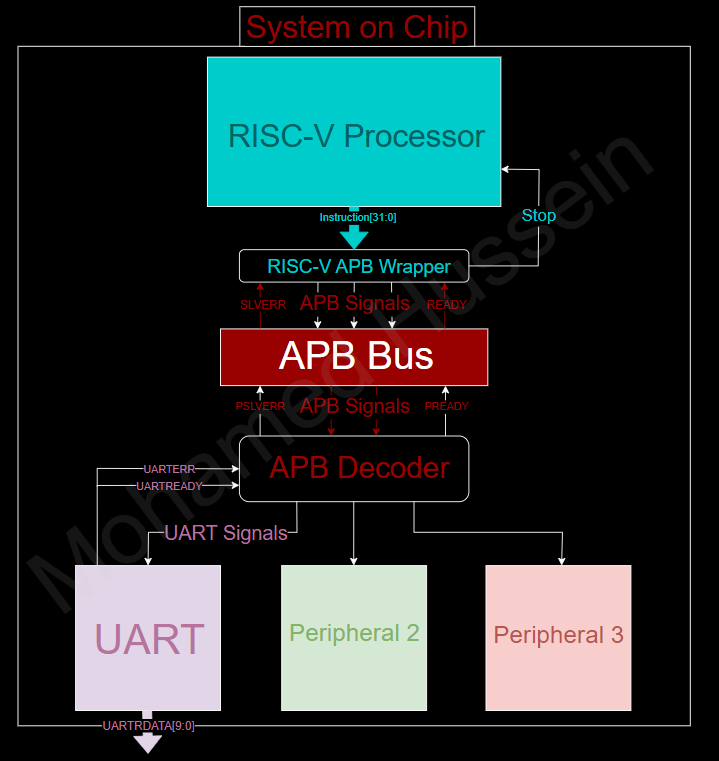 System on Chip
RISC-V Processor
Instruction[31:0]
Stop
RISC-V APB Wrapper
SLVERR APB Signals READY
APB Bus
PSLVERR APB Signals PREADY
APB Decoder
UARTERR
UARTREADY
UART Signals
UART
Peripheral 2
Peripheral 3
UARTRDATA[9:0]
Mohamed Hussein